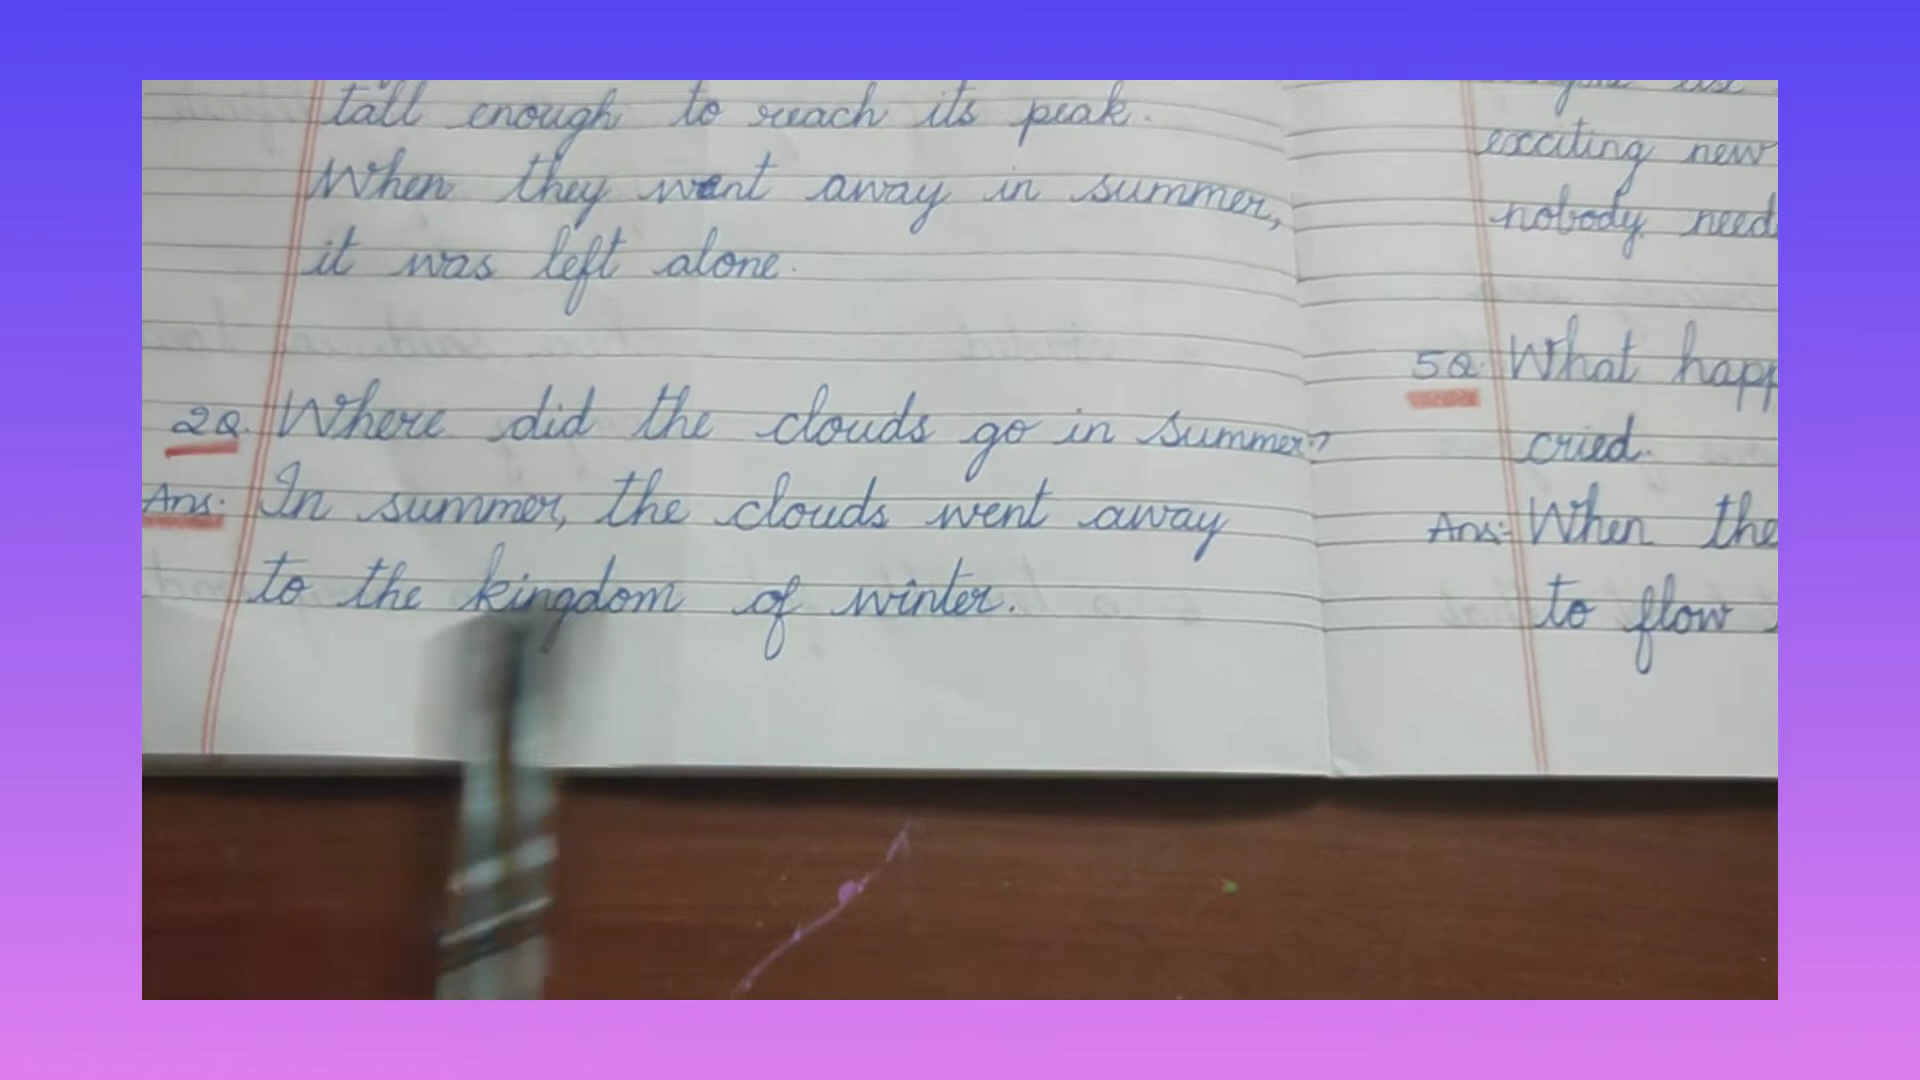 tall enough to reach its peak.
When they went away in summer,
it was left alone.
2Q. Where did the clouds go in summer?
Ans: In summer, the clouds went away
to the kingdom of winter.
exciting new
nobody need
5Q. What happ
cried.
Ans:- When the
to flow